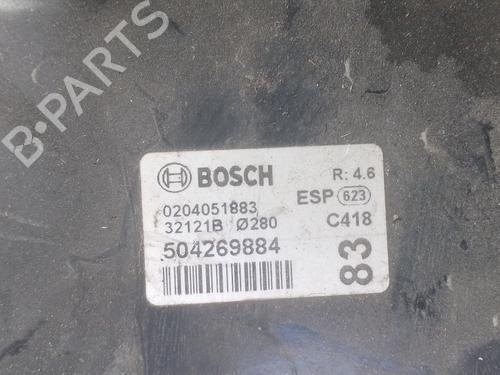 B-PARTS
BOSCH R: 4.6
0204051883 ESP 623
32121B Ø280 C418
504269884
83